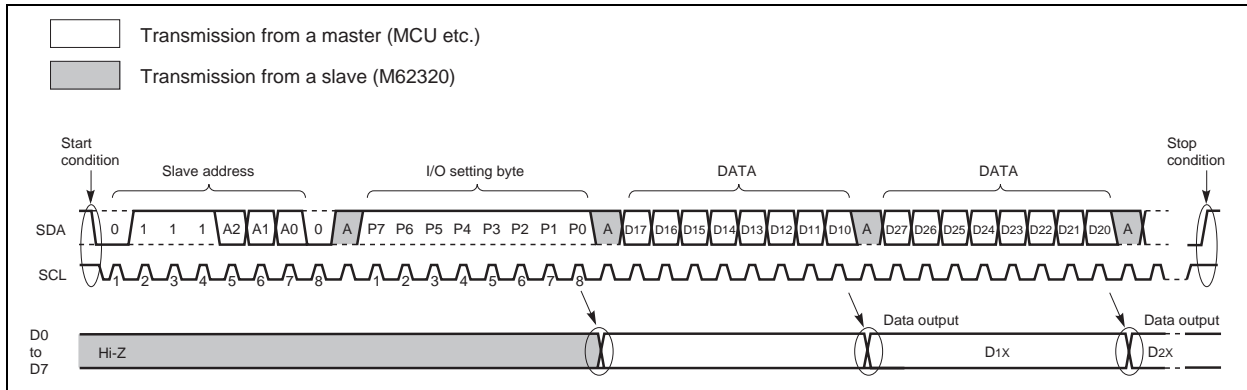 Transmission from a master (MCU etc.)
Transmission from a slave (M62320)
Start condition
Stop condition
Slave address
I/O setting byte
DATA
DATA
SDA 0 1 1 1 A2 A1 A0 0 A P7 P6 P5 P4 P3 P2 P1 P0 A D17 D16 D15 D14 D13 D12 D11 D10 A D27 D26 D25 D24 D23 D22 D21 D20 A
SCL 1 2 3 4 5 6 7 8 1 2 3 4 5 6 7 8
Data output
Data output
D0 to D7
Hi-Z
D1X
D2X